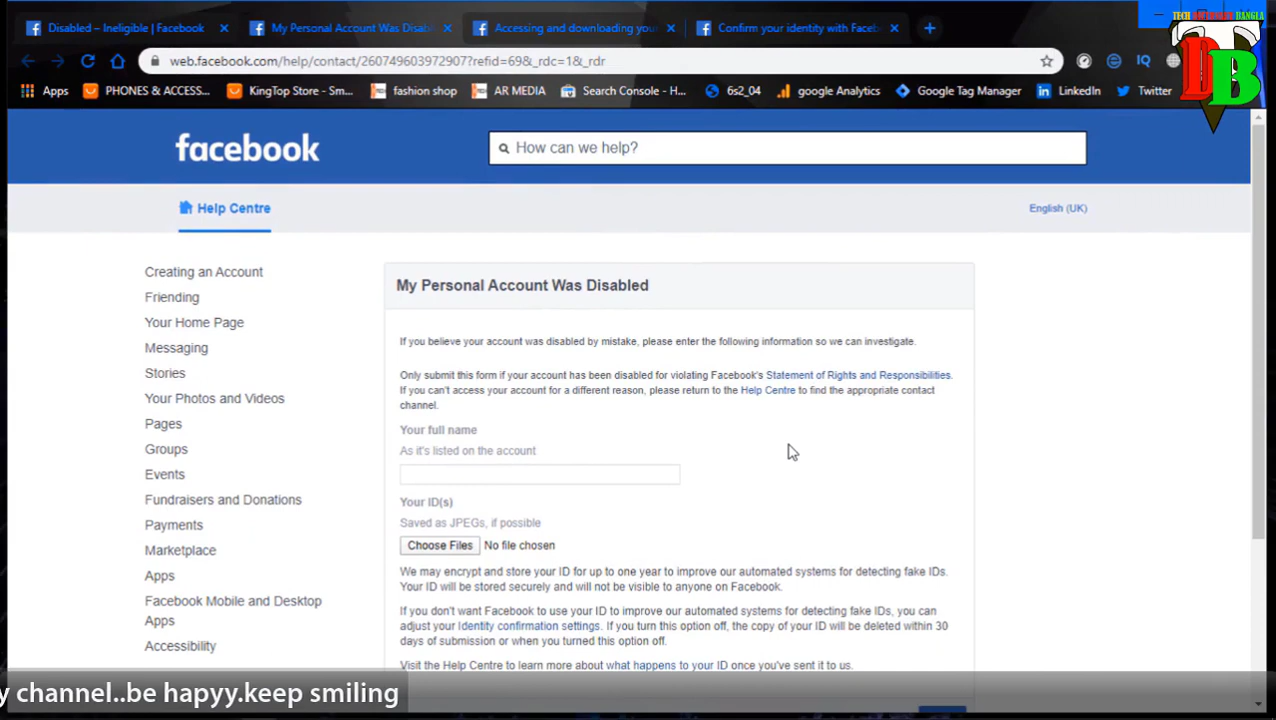 Disabled – Ineligible | Facebook
My Personal Account Was Disab
Accessing and downloading your
Confirm your identity with Faceb
web.facebook.com/help/contact/260749603972907?refid=69&_rdc=1&_rdr
IQ
Apps
PHONES & ACCESS...
KingTop Store - Sm...
fashion shop
AR MEDIA
Search Console - H...
6s2_04
google Analytics
Google Tag Manager
LinkedIn
Twitter
BANGLA
DB
facebook
How can we help?
Help Centre
English (UK)
Creating an Account
Friending
Your Home Page
Messaging
Stories
Your Photos and Videos
Pages
Groups
Events
Fundraisers and Donations
Payments
Marketplace
Apps
Facebook Mobile and Desktop
Apps
Accessibility
My Personal Account Was Disabled
If you believe your account was disabled by mistake, please enter the following information so we can investigate.
Only submit this form if your account has been disabled for violating Facebook's Statement of Rights and Responsibilities.
If you can't access your account for a different reason, please return to the Help Centre to find the appropriate contact
channel.
Your full name
As it's listed on the account
Your ID(s)
Saved as JPEGs, if possible
Choose Files No file chosen
We may encrypt and store your ID for up to one year to improve our automated systems for detecting fake IDs.
Your ID will be stored securely and will not be visible to anyone on Facebook.
If you don't want Facebook to use your ID to improve our automated systems for detecting fake IDs, you can
adjust your Identity confirmation settings. If you turn this option off, the copy of your ID will be deleted within 30
days of submission or when you turned this option off.
Visit the Help Centre to learn more about what happens to your ID once you've sent it to us.
y channel..be hapyy.keep smiling